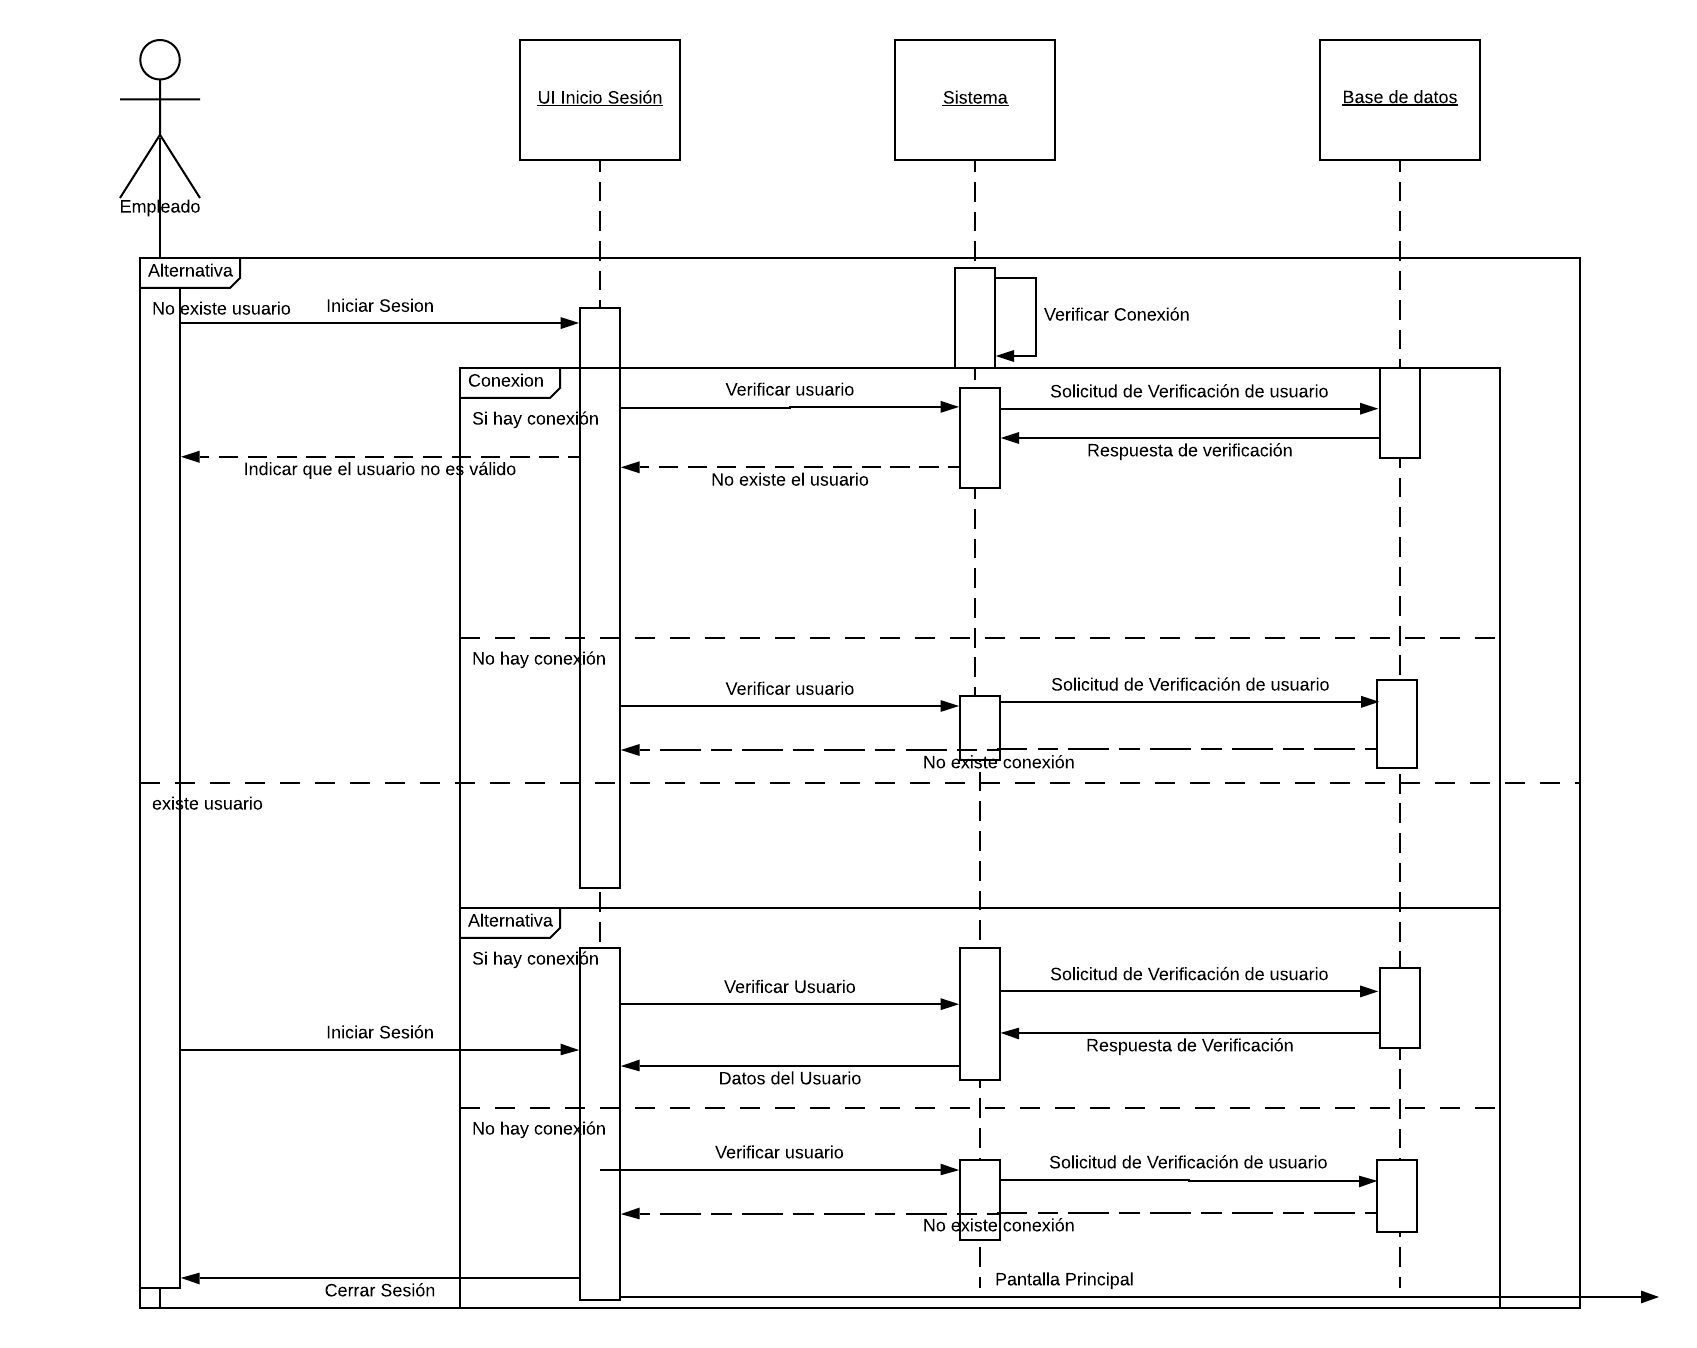 UI Inicio Sesión
Sistema
Base de datos
Empleado
Alternativa
No existe usuario
Iniciar Sesion
Verificar Conexión
Conexion
Si hay conexión
Verificar usuario
Solicitud de Verificación de usuario
Respuesta de verificación
Indicar que el usuario no es válido
No existe el usuario
No hay conexión
Verificar usuario
Solicitud de Verificación de usuario
No existe conexión
existe usuario
Alternativa
Si hay conexión
Verificar Usuario
Solicitud de Verificación de usuario
Iniciar Sesión
Respuesta de Verificación
Datos del Usuario
No hay conexión
Verificar usuario
Solicitud de Verificación de usuario
No existe conexión
Pantalla Principal
Cerrar Sesión